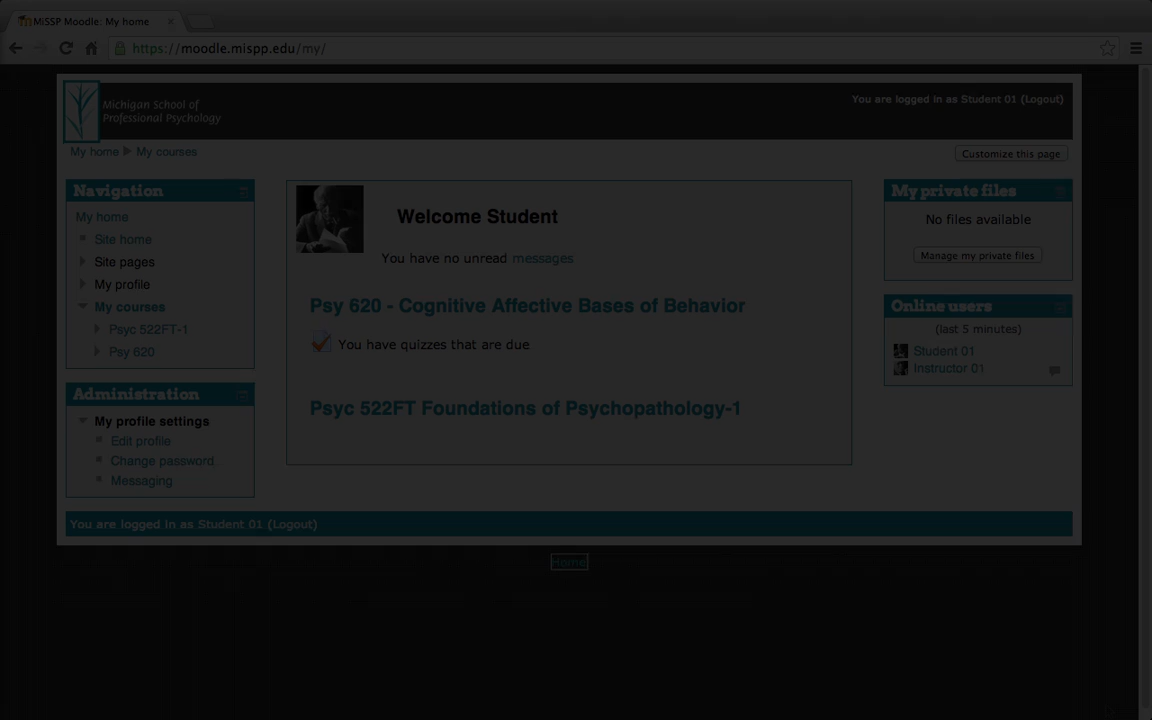 MiSSP Moodle: My home
https://moodle.mispp.edu/my/
Michigan School of
Professional Psychology
You are logged in as Student 01 (Logout)
My home
My courses
Customize this page
Navigation
My home
Site home
Site pages
My profile
My courses
Psyc 522FT-1
Psy 620
Administration
My profile settings
Edit profile
Change password
Messaging
Welcome Student
You have no unread messages
Psy 620 - Cognitive Affective Bases of Behavior
You have quizzes that are due
Psyc 522FT Foundations of Psychopathology-1
My private files
No files available
Manage my private files
Online users
(last 5 minutes)
Student 01
Instructor 01
You are logged in as Student 01 (Logout)
Home